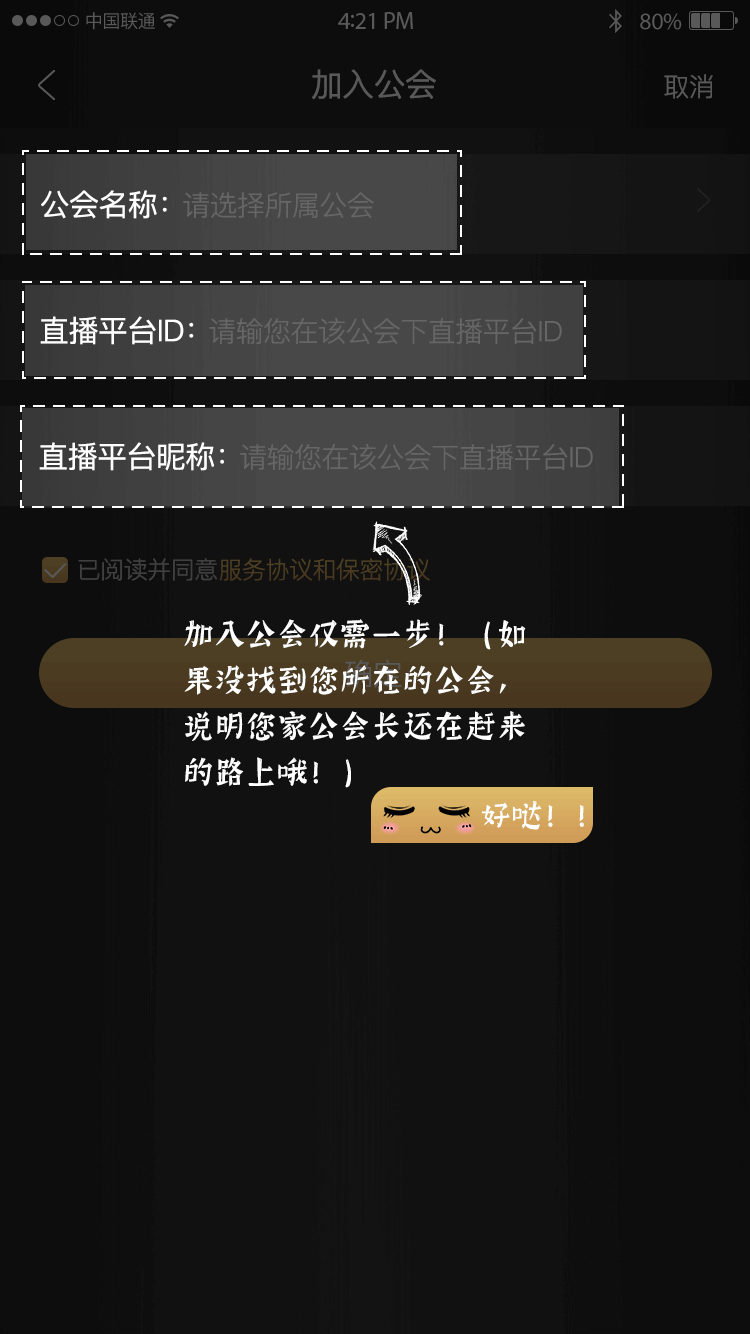 中国联通 4:21 PM 80%
加入公会 取消
公会名称： 请选择所属公会
直播平台ID： 请输您在该公会下直播平台ID
直播平台昵称： 请输您在该公会下直播平台ID
已阅读并同意服务协议和保密协议
确定
加入公会仅需一步！（如
果没找到您所在的公会，
说明您家公会长还在赶来
的路上哦！）
好哒！！